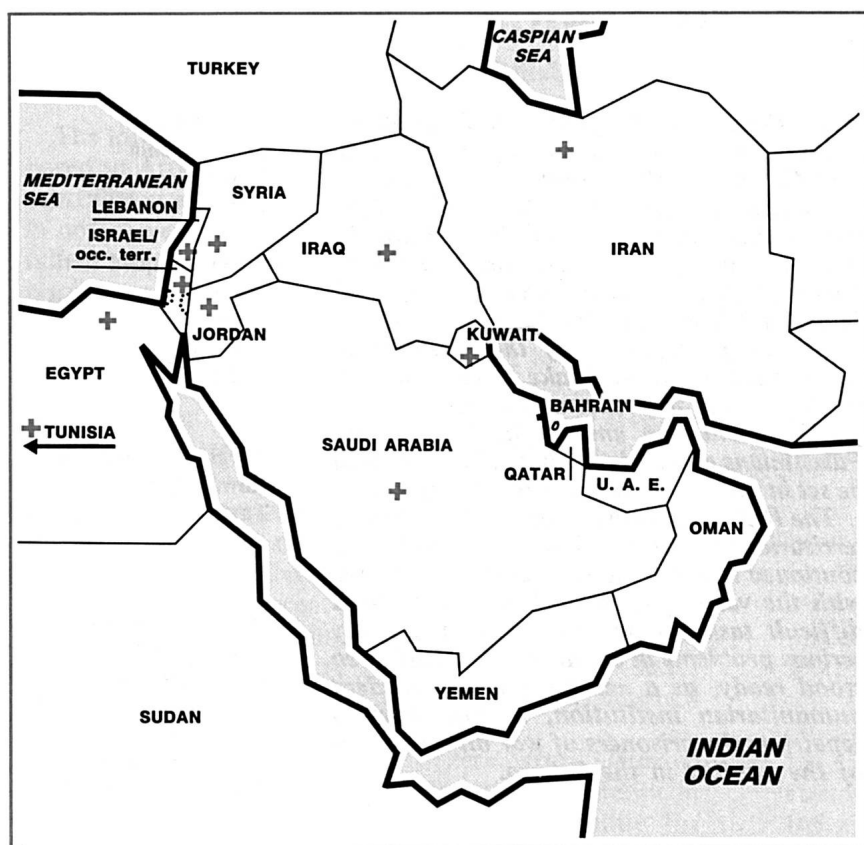 CASPIAN
SEA
TURKEY
MEDITERRANEAN
SEA
SYRIA
LEBANON
ISRAEL/
occ. terr.
IRAQ
IRAN
JORDAN
KUWAIT
EGYPT
BAHRAIN
TUNISIA
SAUDI ARABIA
QATAR
U. A. E.
OMAN
YEMEN
SUDAN
INDIAN
OCEAN